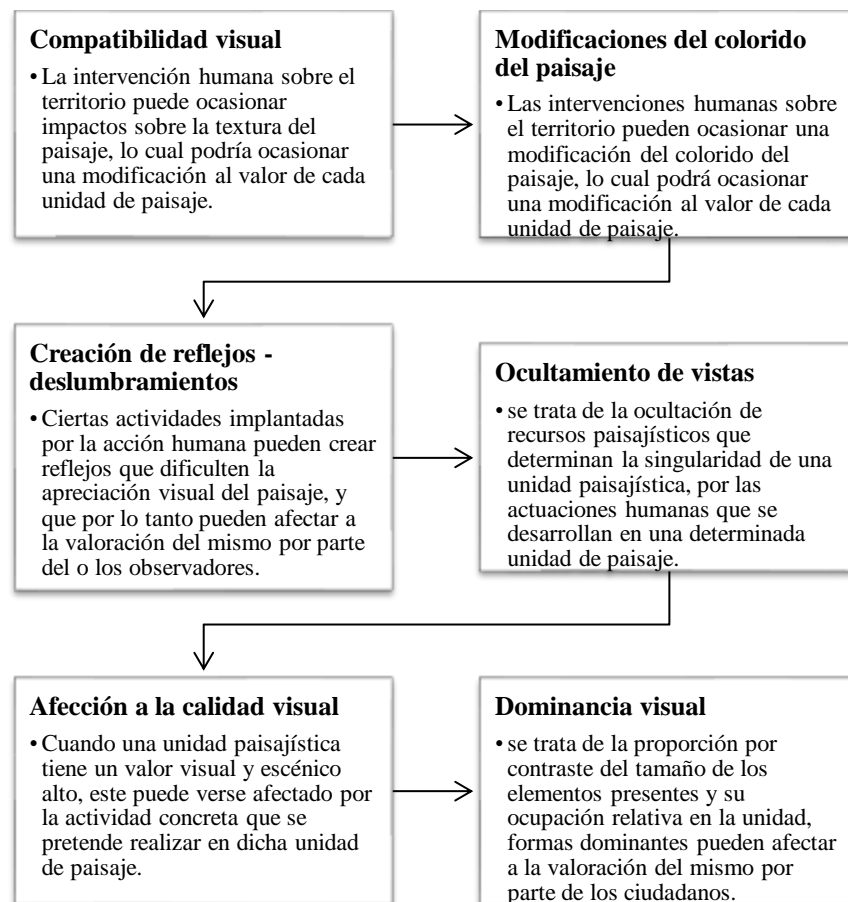 Compatibilidad visual
• La intervención humana sobre el
territorio puede ocasionar
impactos sobre la textura del
paisaje, lo cual podría ocasionar
una modificación al valor de cada
unidad de paisaje.
Modificaciones del colorido
del paisaje
• Las intervenciones humanas sobre
el territorio pueden ocasionar una
modificación del colorido del
paisaje, lo cual podrá ocasionar
una modificación al valor de cada
unidad de paisaje.
Creación de reflejos -
deslumbramientos
• Ciertas actividades implantadas
por la acción humana pueden crear
reflejos que dificulten la
apreciación visual del paisaje, y
que por lo tanto pueden afectar a
la valoración del mismo por parte
del o los observadores.
Ocultamiento de vistas
• se trata de la ocultación de
recursos paisajísticos que
determinan la singularidad de una
unidad paisajística, por las
actuaciones humanas que se
desarrollan en una determinada
unidad de paisaje.
Afección a la calidad visual
• Cuando una unidad paisajística
tiene un valor visual y escénico
alto, este puede verse afectado por
la actividad concreta que se
pretende realizar en dicha unidad
de paisaje.
Dominancia visual
• se trata de la proporción por
contraste del tamaño de los
elementos presentes y su
ocupación relativa en la unidad,
formas dominantes pueden afectar
a la valoración del mismo por
parte de los ciudadanos.